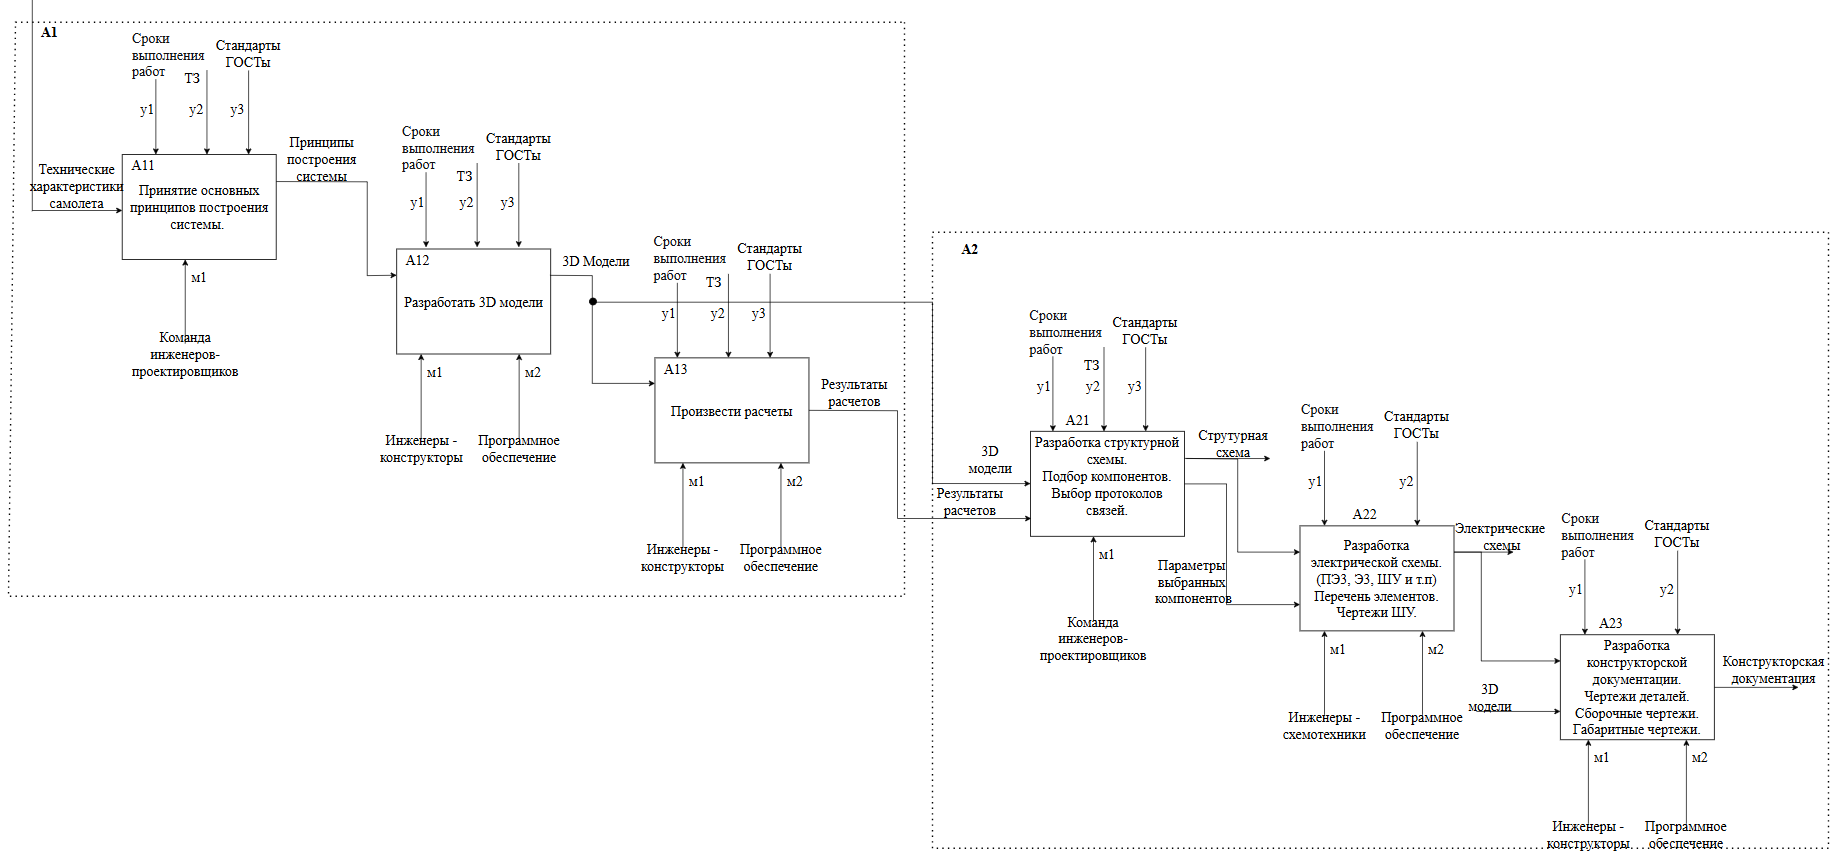 A1
Сроки
выполнения
работ
ТЗ
Стандарты
ГОСТы
у1
у2
у3
Технические
характеристики
самолета
А11
Принятие основных
принципов построения
системы.
Принципы
построения
системы
м1
Команда
инженеров-
проектировщиков
Сроки
выполнения
работ
ТЗ
Стандарты
ГОСТы
у1
у2
у3
А12
Разработать 3D модели
3D Модели
м1
м2
Инженеры -
конструкторы
Программное
обеспечение
Сроки
выполнения
работ
ТЗ
Стандарты
ГОСТы
у1
у2
у3
А13
Произвести расчеты
Результаты
расчетов
м1
м2
Инженеры -
конструкторы
Программное
обеспечение
A2
Сроки
выполнения
работ
ТЗ
Стандарты
ГОСТы
у1
у2
у3
3D
модели
Результаты
расчетов
А21
Разработка структурной
схемы.
Подбор компонентов.
Выбор протоколов
связей.
Струтурная
схема
Параметры
выбранных
компонентов
м1
Команда
инженеров-
проектировщиков
Сроки
выполнения
работ
Стандарты
ГОСТы
у1
у2
А22
Разработка
электрической схемы.
(ПЭ3, Э3, ШУ и т.п)
Перечень элементов.
Чертежи ШУ.
Электрические
схемы
м1
м2
Инженеры -
схемотехники
Программное
обеспечение
Сроки
выполнения
работ
Стандарты
ГОСТы
у1
у2
А23
Разработка
конструкторской
документации.
Чертежи деталей.
Сборочные чертежи.
Габаритные чертежи.
3D
модели
Конструкторская
документация
м1
м2
Инженеры -
конструкторы
Программное
обеспечение